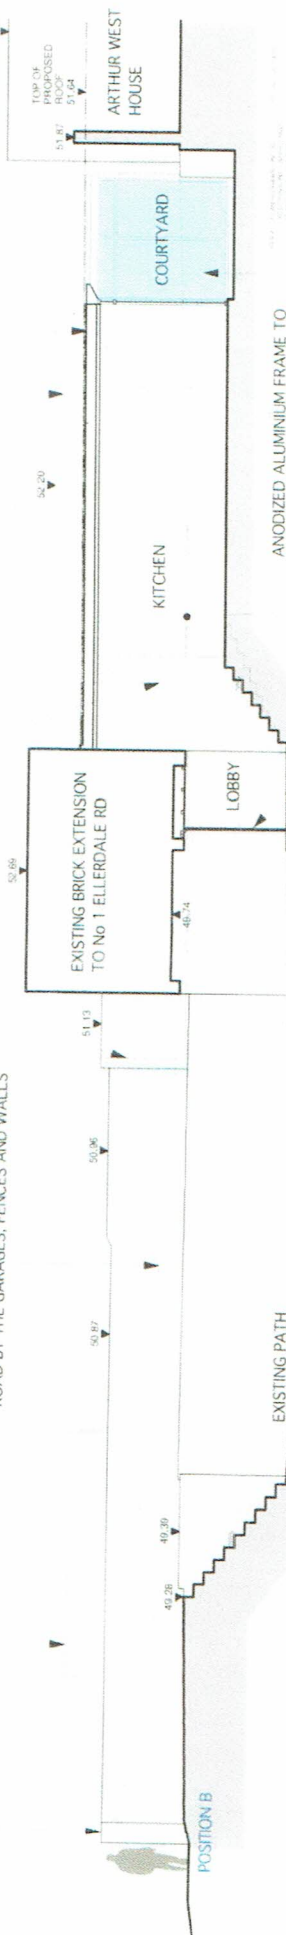 ROAD BY THE GARAGES, FENCES AND WALLS
52.69
52.20
TOP OF
PROPOSED
ROOF
51.64
51.87
ARTHUR WEST
HOUSE
COURTYARD
KITCHEN
EXISTING BRICK EXTENSION
TO No 1 ELLERDALE RD
LOBBY
49.74
51.13
50.96
50.87
49.39
49.28
POSITION B
EXISTING PATH
ANODIZED ALUMINIUM FRAME TO